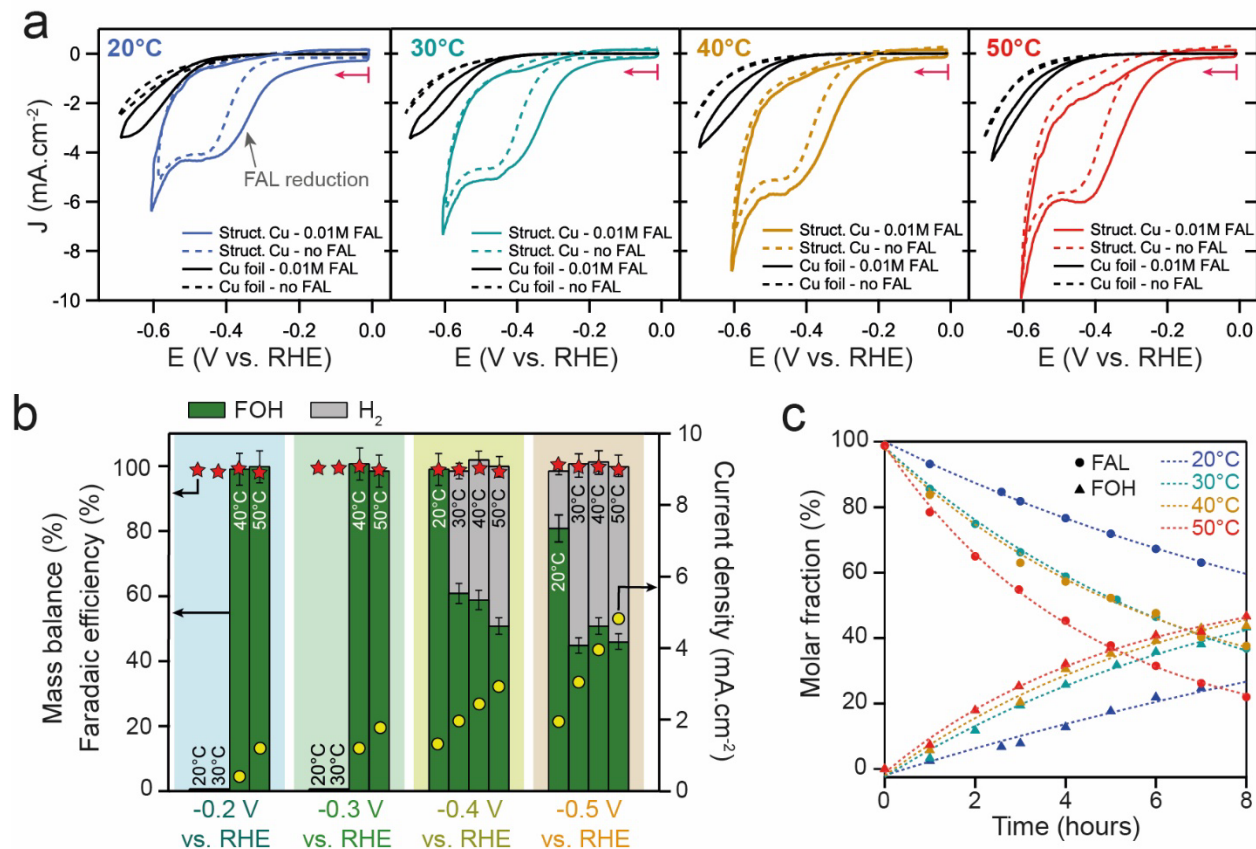 a
20°C
30°C
40°C
50°C
FAL reduction
Struct. Cu - 0.01M FAL
Struct. Cu - no FAL
Cu foil - 0.01M FAL
Cu foil - no FAL
Struct. Cu - 0.01M FAL
Struct. Cu - no FAL
Cu foil - 0.01M FAL
Cu foil - no FAL
Struct. Cu - 0.01M FAL
Struct. Cu - no FAL
Cu foil - 0.01M FAL
Cu foil - no FAL
Struct. Cu - 0.01M FAL
Struct. Cu - no FAL
Cu foil - 0.01M FAL
Cu foil - no FAL
J (mA.cm⁻²)
0
-2
-4
-6
-8
-10
-0.6 -0.4 -0.2 0.0
-0.6 -0.4 -0.2 0.0
-0.6 -0.4 -0.2 0.0
-0.6 -0.4 -0.2 0.0
E (V vs. RHE)
E (V vs. RHE)
E (V vs. RHE)
E (V vs. RHE)
b
FOH
H₂
Mass balance (%)
Faradaic efficiency (%)
100
80
60
40
20
0
20°C
30°C
40°C
50°C
20°C
30°C
40°C
50°C
20°C
30°C
40°C
50°C
20°C
30°C
40°C
50°C
10
8
6
4
2
0
Current density (mA.cm⁻²)
-0.2 V
vs. RHE
-0.3 V
vs. RHE
-0.4 V
vs. RHE
-0.5 V
vs. RHE
c
Molar fraction (%)
100
80
60
40
20
0
FAL
FOH
20°C
30°C
40°C
50°C
0 2 4 6 8
Time (hours)